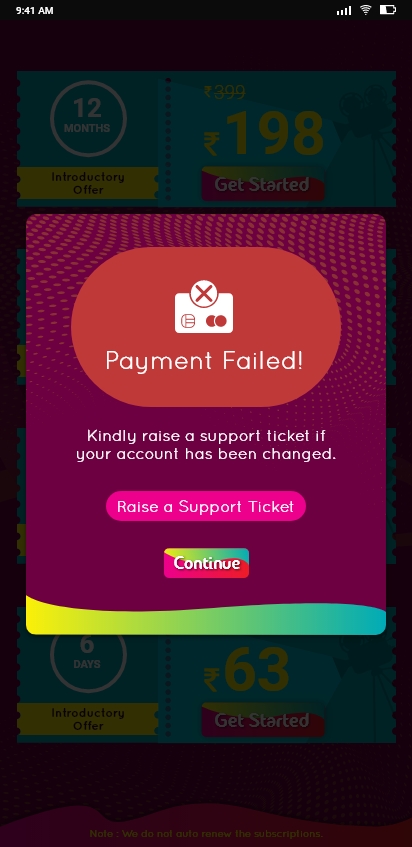 9:41 AM
12
MONTHS
Introductory
Offer
₹399
₹198
Get Started
Payment Failed!
Kindly raise a support ticket if
your account has been changed.
Raise a Support Ticket
Continue
6
DAYS
Introductory
Offer
₹63
Get Started
Note : We do not auto renew the subscriptions.